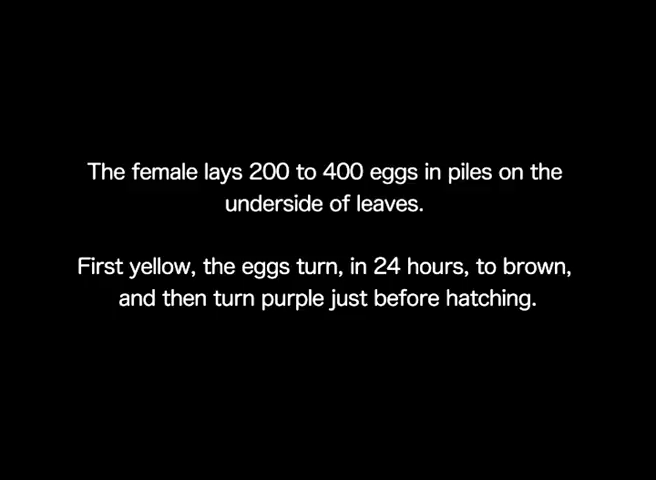 The female lays 200 to 400 eggs in piles on the
underside of leaves.
First yellow, the eggs turn, in 24 hours, to brown,
and then turn purple just before hatching.